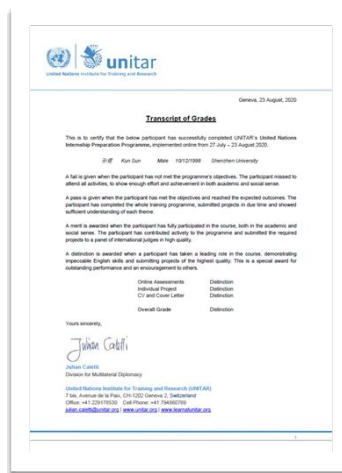 unitar
United Nations Institute for Training and Research
Geneva, 23 August, 2020
Transcript of Grades
This is to certify that the below participant has successfully completed UNITAR's United Nations
Internship Preparation Programme, implemented online from 27 July – 23 August 2020.
Kun Sun Male 10/12/1998 Shenzhen University
A fail is given when the participant has not met the programme's objectives. The participant missed to
attend all activities, to show enough effort and achievement in both academic and social sense.
A pass is given when the participant has met the objectives and reached the expected outcomes. The
participant has completed the whole training programme, submitted projects in due time and showed
sufficient understanding of each theme.
A merit is awarded when the participant has fully participated in the course, both in the academic and
social sense. The participant has contributed actively to the programme and submitted the required
projects to a panel of international judges in high quality.
A distinction is awarded when a participant has taken a leading role in the course, demonstrating
impeccable English skills and submitting projects of the highest quality. This is a special award for
outstanding performance and an encouragement to others.
Online Assessments Distinction
Individual Project Distinction
CV and Cover Letter Distinction
Overall Grade Distinction
Yours sincerely,
Julian Caletti
Julian Caletti
Division for Multilateral Diplomacy
United Nations Institute for Training and Research (UNITAR)
7 bis, Avenue de la Paix, CH-1202 Geneva 2, Switzerland
Office: +41 229178530 Cell Phone: +41 794560769
julian.caletti@unitar.org | www.unitar.org | www.learnatunitar.org
1